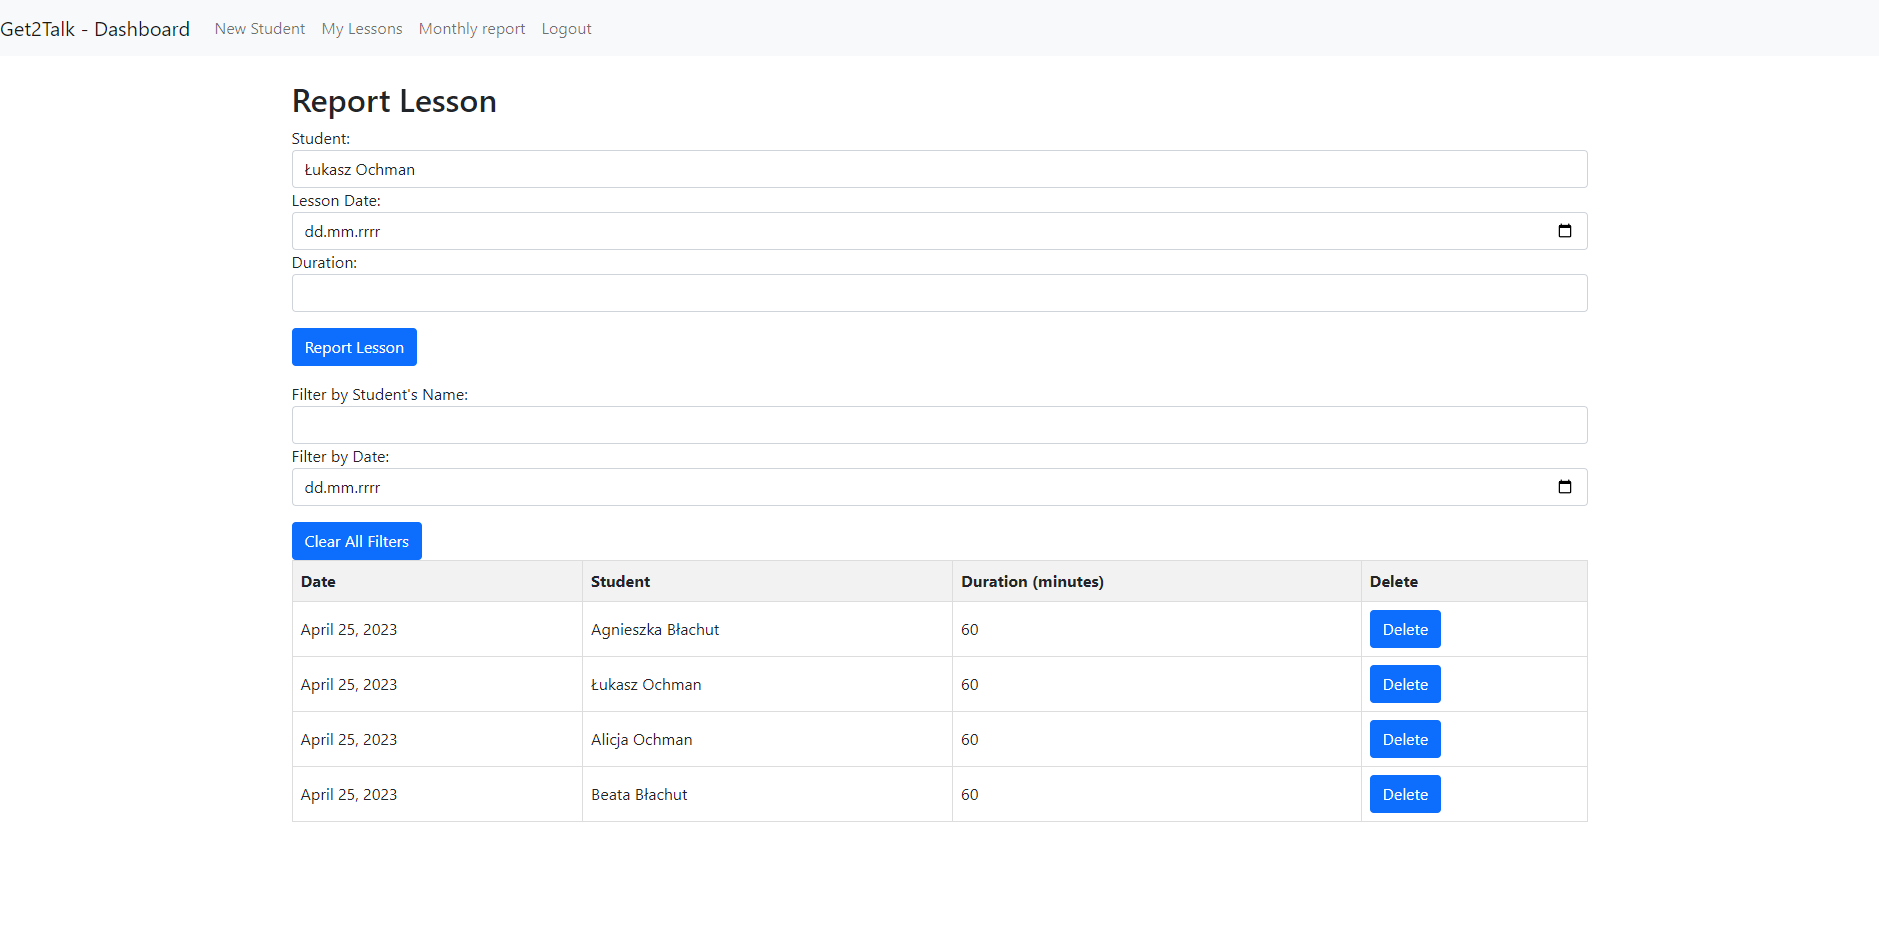 Get2Talk - Dashboard New Student My Lessons Monthly report Logout
Report Lesson
Student:
Łukasz Ochman
Lesson Date:
dd.mm.rrrr
Duration:
Report Lesson
Filter by Student's Name:
Filter by Date:
dd.mm.rrrr
Clear All Filters
Date Student Duration (minutes) Delete
April 25, 2023 Agnieszka Błachut 60 Delete
April 25, 2023 Łukasz Ochman 60 Delete
April 25, 2023 Alicja Ochman 60 Delete
April 25, 2023 Beata Błachut 60 Delete